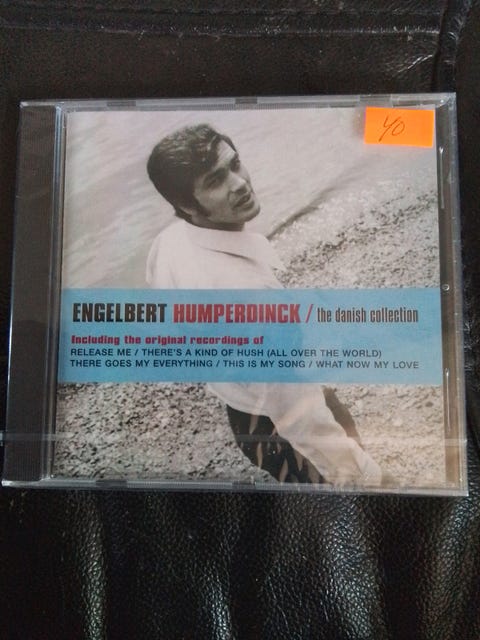 40
ENGELBERT HUMPERDINCK / the danish collection
Including the original recordings of
RELEASE ME / THERE'S A KIND OF HUSH (ALL OVER THE WORLD)
THERE GOES MY EVERYTHING / THIS IS MY SONG / WHAT NOW MY LOVE